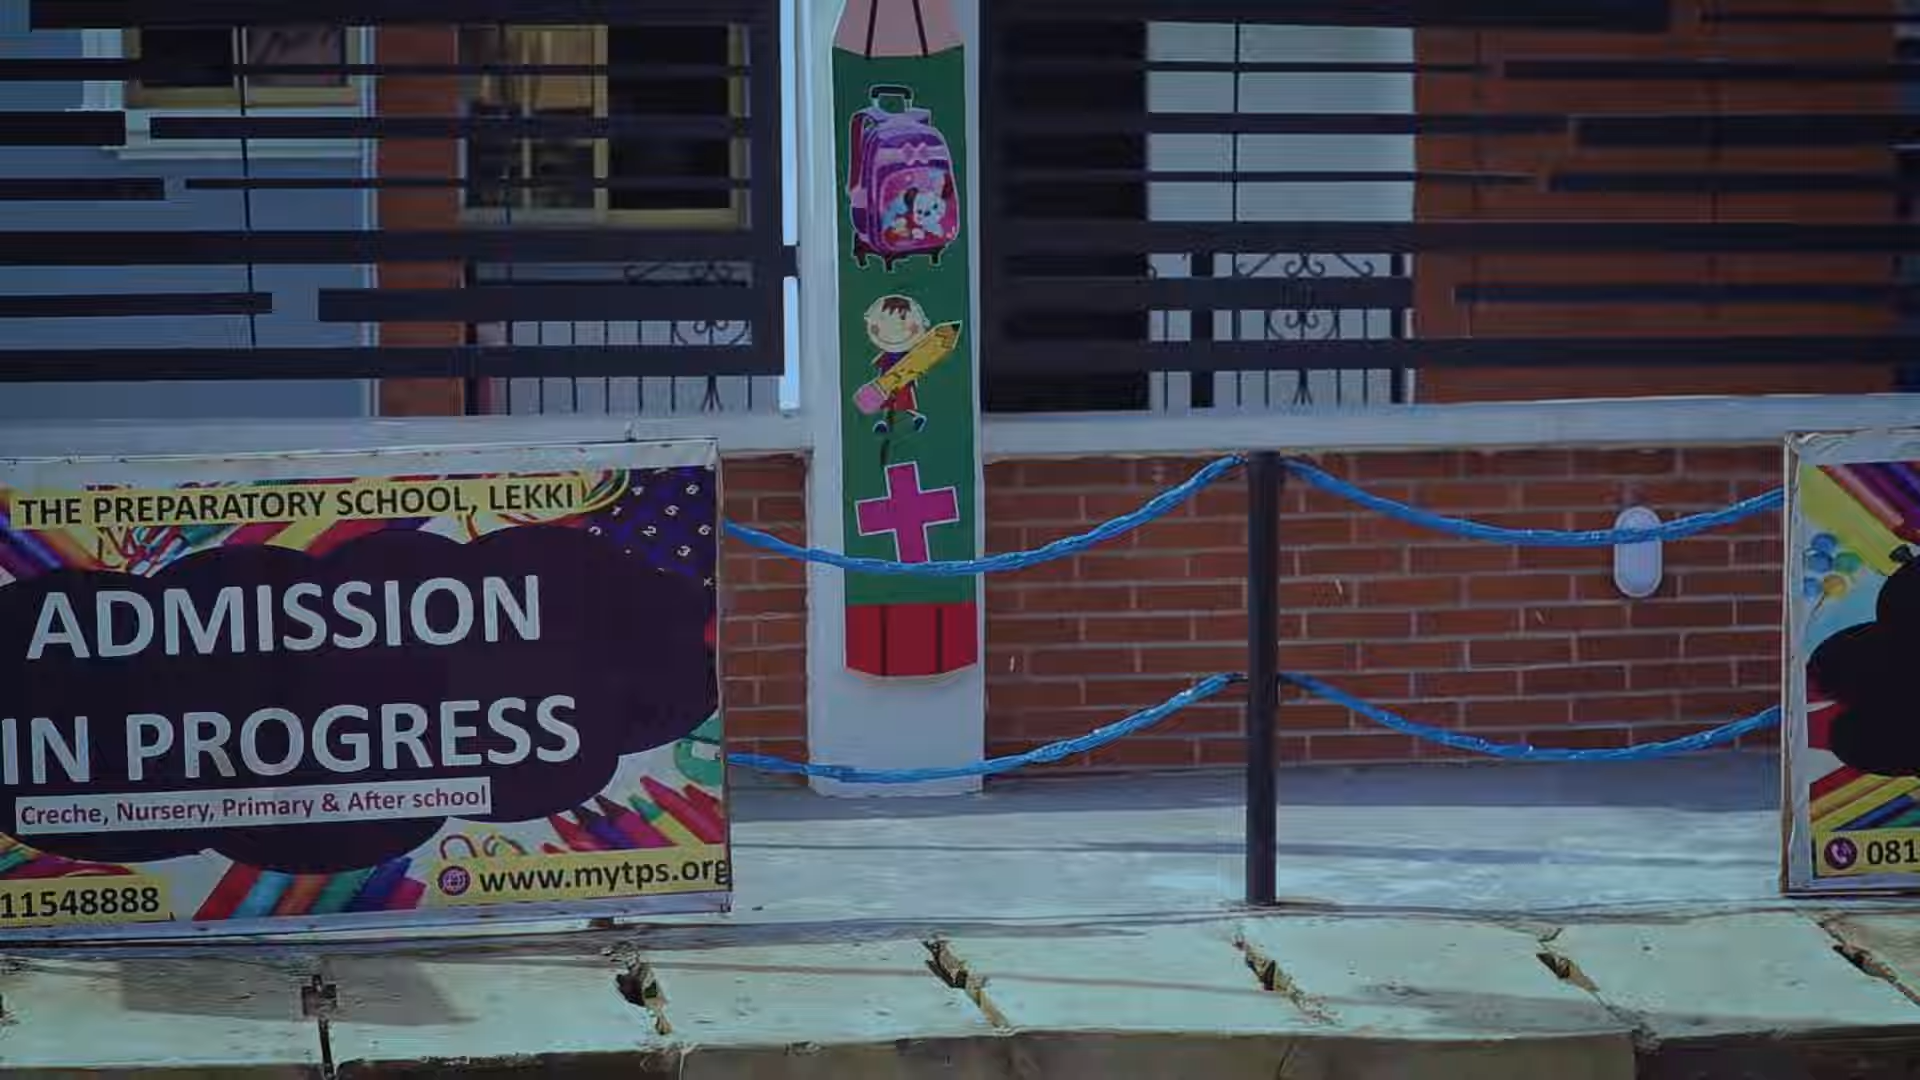 THE PREPARATORY SCHOOL, LEKKI
ADMISSION
IN PROGRESS
Creche, Nursery, Primary & After school
11548888
www.mytps.org
081